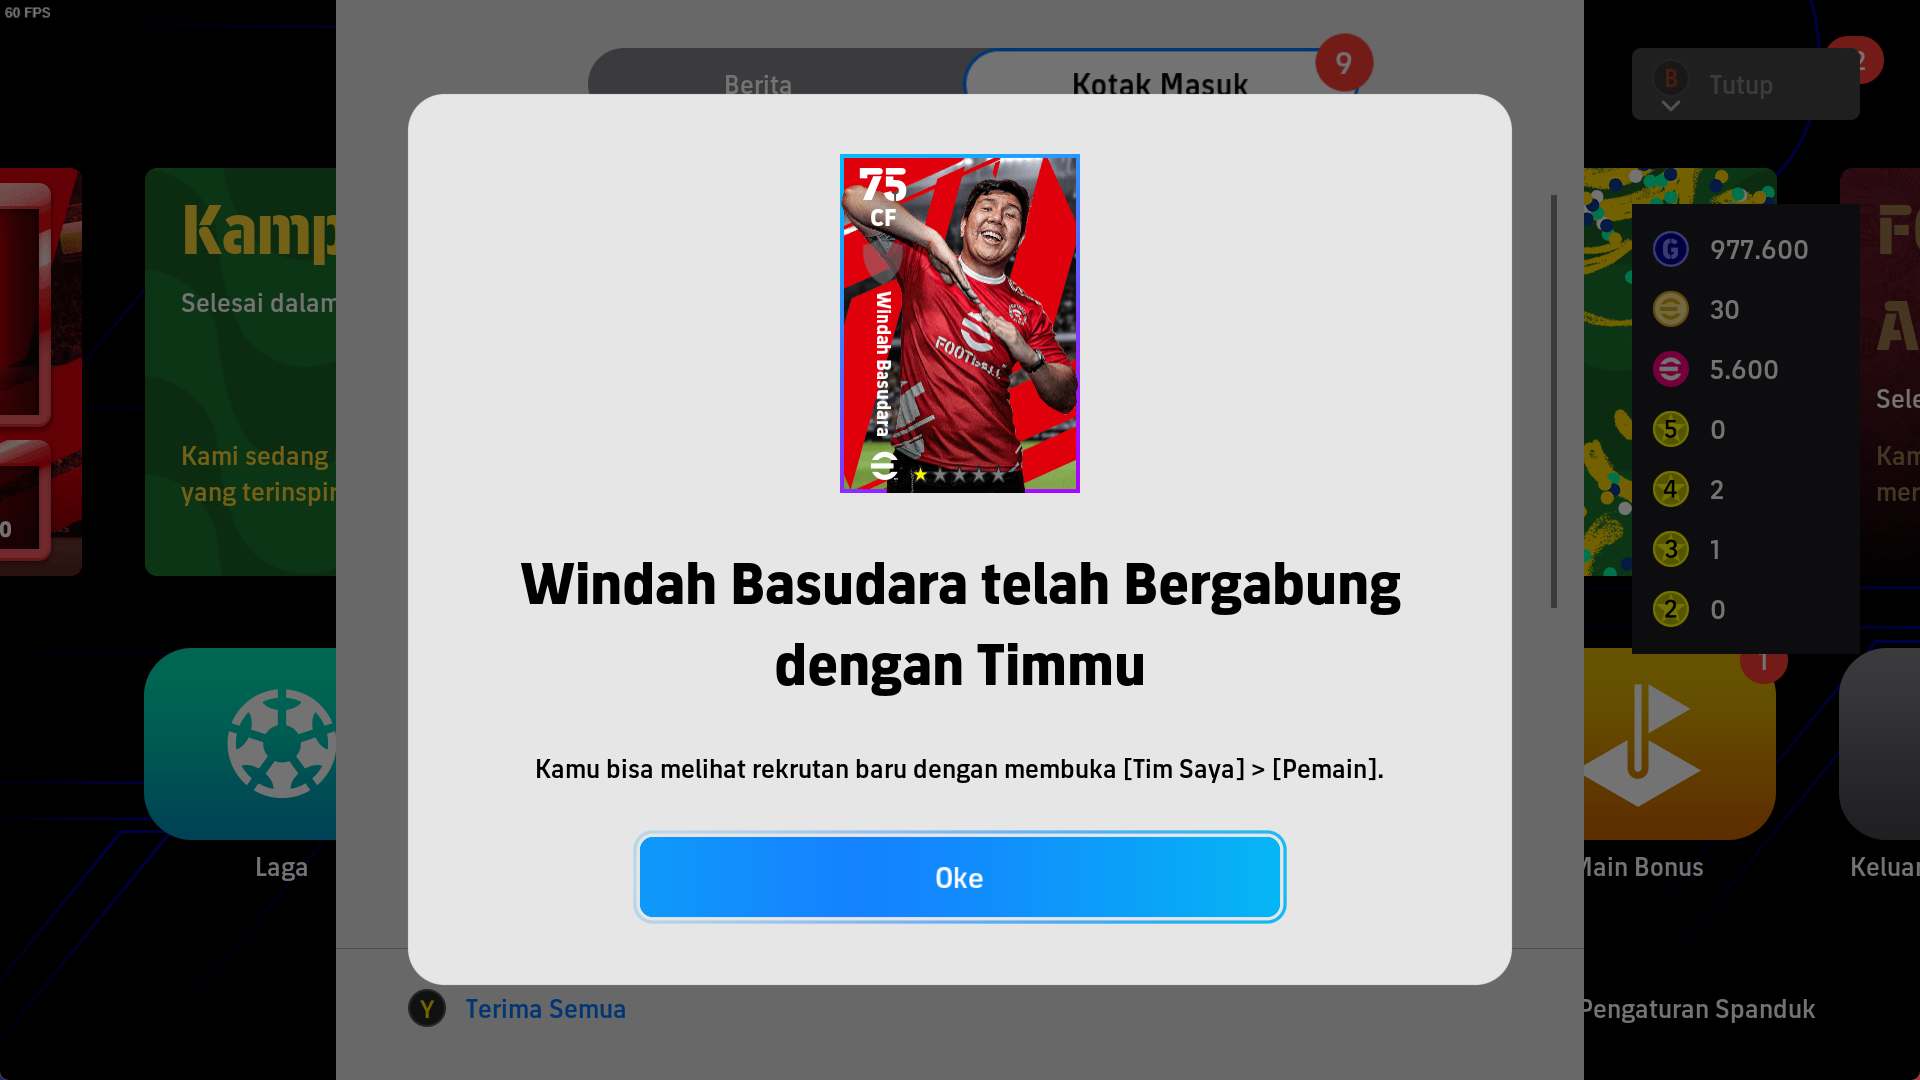 60 FPS
Berita
Kotak Masuk
9
B
Tutup
2
75
CF
Windah Basudara
FOOTBALL
Kamp
Selesai dalam
Kami sedang
yang terinspir
0
G
977.600
30
5.600
5
0
4
2
3
1
2
0
Sele
Kam
mer
Windah Basudara telah Bergabung
dengan Timmu
Kamu bisa melihat rekrutan baru dengan membuka [Tim Saya] > [Pemain].
Oke
1
Laga
Main Bonus
Keluar
Y
Terima Semua
Pengaturan Spanduk